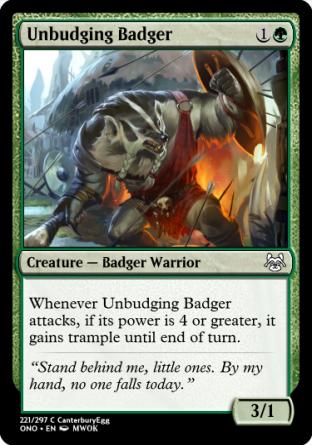 Unbudging Badger 1
Creature — Badger Warrior
Whenever Unbudging Badger
attacks, if its power is 4 or greater, it
gains trample until end of turn.
“Stand behind me, little ones. By my
hand, no one falls today.”
3/1
221/297 C CanterburyEgg
ONO • EN MWOK